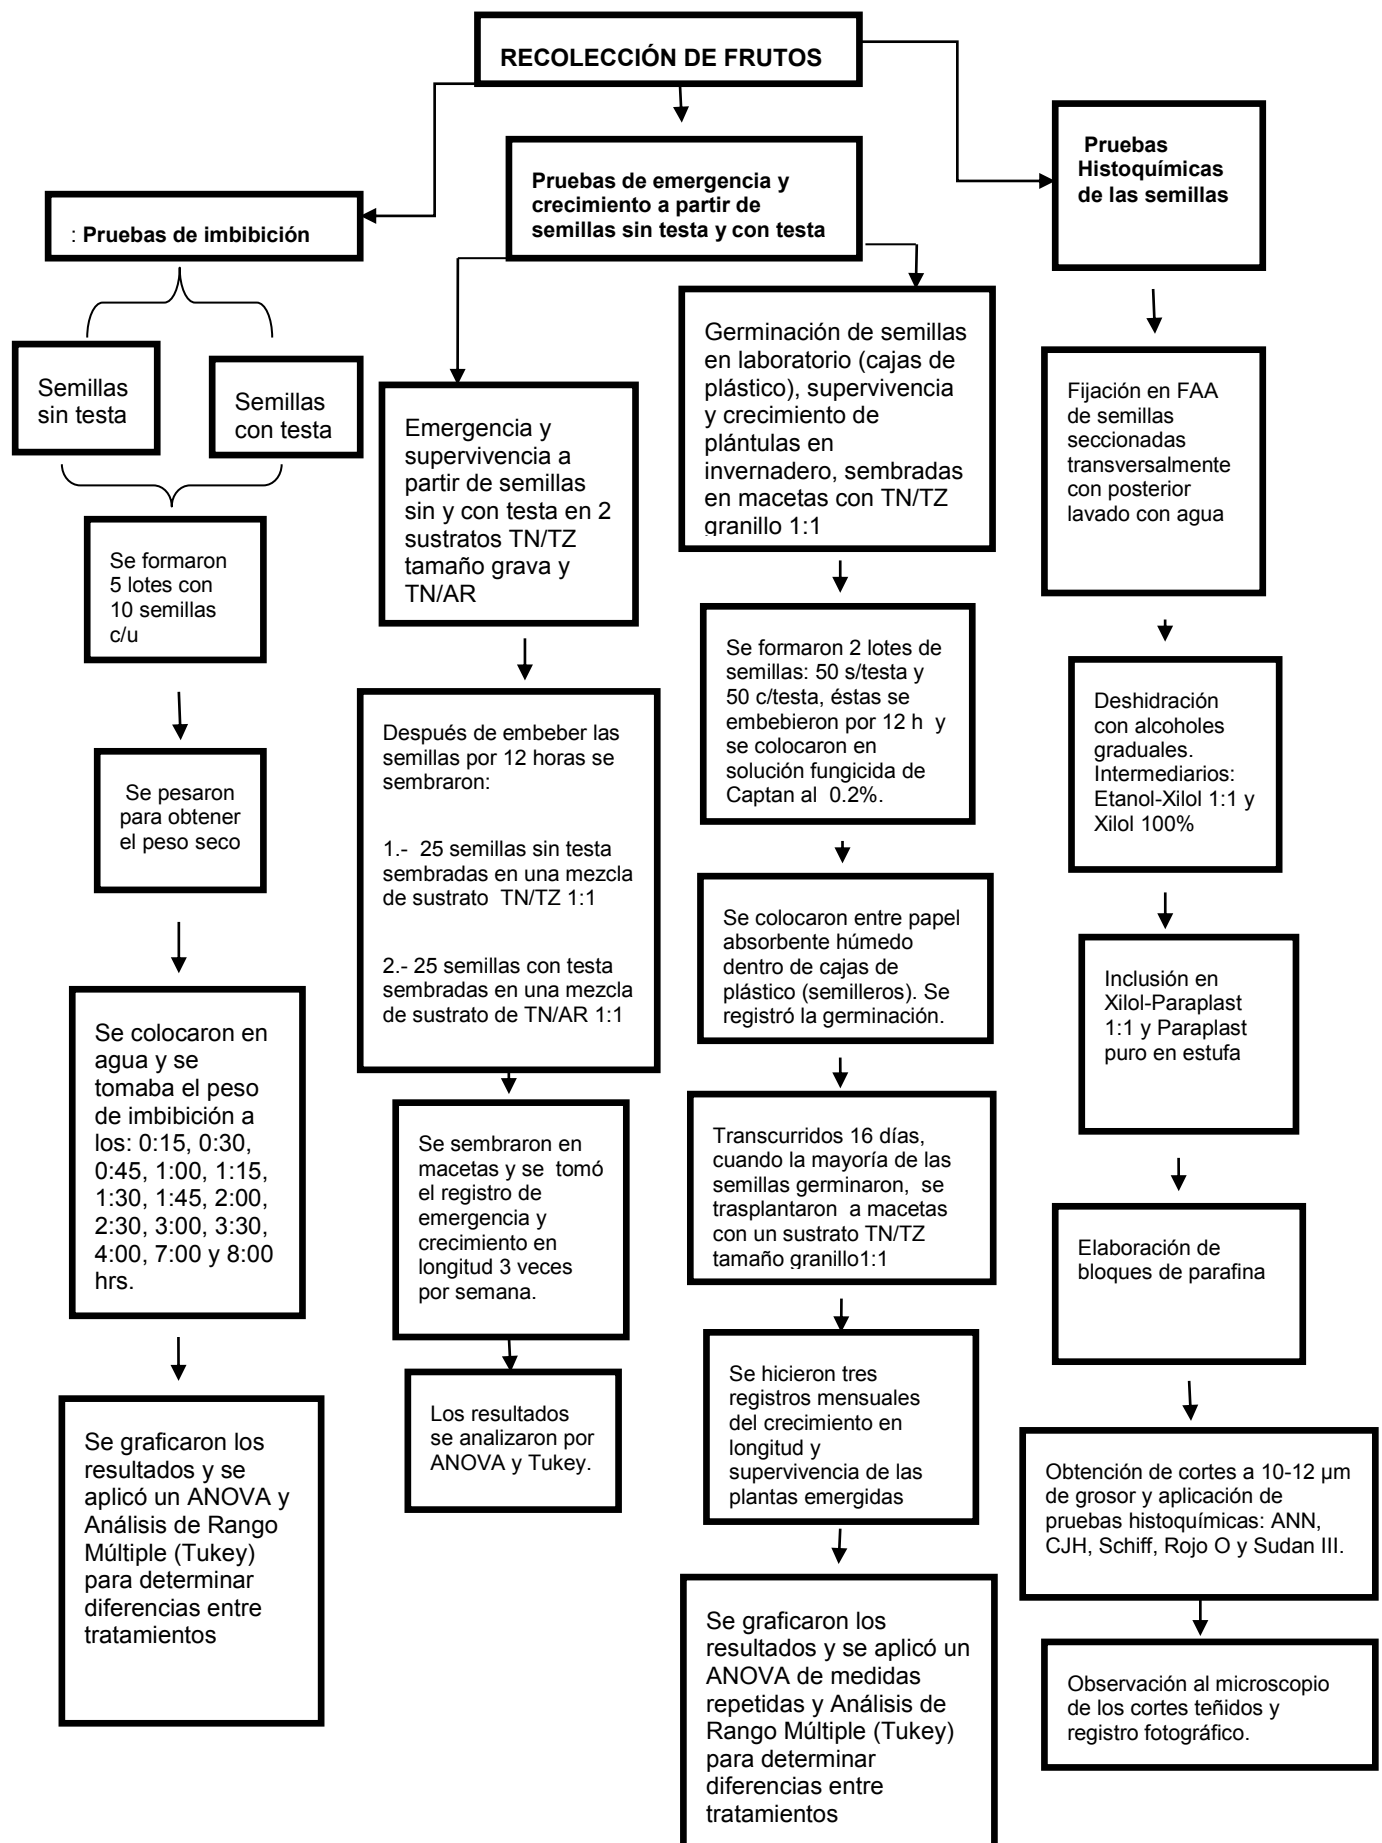 RECOLECCIÓN DE FRUTOS
: Pruebas de imbibición
Semillas
sin testa
Semillas
con testa
Se formaron
5 lotes con
10 semillas
c/u
Se pesaron
para obtener
el peso seco
Se colocaron en
agua y se
tomaba el peso
de imbibición a
los: 0:15, 0:30,
0:45, 1:00, 1:15,
1:30, 1:45, 2:00,
2:30, 3:00, 3:30,
4:00, 7:00 y 8:00
hrs.
Se graficaron los
resultados y se
aplicó un ANOVA y
Análisis de Rango
Múltiple (Tukey)
para determinar
diferencias entre
tratamientos
Pruebas de emergencia y
crecimiento a partir de
semillas sin testa y con testa
Emergencia y
supervivencia a
partir de semillas
sin y con testa en 2
sustratos TN/TZ
tamaño grava y
TN/AR
Después de embeber las
semillas por 12 horas se
sembraron:
1.- 25 semillas sin testa
sembradas en una mezcla
de sustrato TN/TZ 1:1
2.- 25 semillas con testa
sembradas en una mezcla
de sustrato de TN/AR 1:1
Se sembraron en
macetas y se tomó
el registro de
emergencia y
crecimiento en
longitud 3 veces
por semana.
Los resultados
se analizaron por
ANOVA y Tukey.
Germinación de semillas
en laboratorio (cajas de
plástico), supervivencia
y crecimiento de
plántulas en
invernadero, sembradas
en macetas con TN/TZ
granillo 1:1
Se formaron 2 lotes de
semillas: 50 s/testa y
50 c/testa, éstas se
embebieron por 12 h y
se colocaron en
solución fungicida de
Captan al 0.2%.
Se colocaron entre papel
absorbente húmedo
dentro de cajas de
plástico (semilleros). Se
registró la germinación.
Transcurridos 16 días,
cuando la mayoría de las
semillas germinaron, se
trasplantaron a macetas
con un sustrato TN/TZ
tamaño granillo1:1
Se hicieron tres
registros mensuales
del crecimiento en
longitud y
supervivencia de las
plantas emergidas
Se graficaron los
resultados y se aplicó un
ANOVA de medidas
repetidas y Análisis de
Rango Múltiple (Tukey)
para determinar
diferencias entre
tratamientos
Pruebas
Histoquímicas
de las semillas
Fijación en FAA
de semillas
seccionadas
transversalmente
con posterior
lavado con agua
Deshidración
con alcoholes
graduales.
Intermediarios:
Etanol-Xilol 1:1 y
Xilol 100%
Inclusión en
Xilol-Paraplast
1:1 y Paraplast
puro en estufa
Elaboración de
bloques de parafina
Obtención de cortes a 10-12 µm
de grosor y aplicación de
pruebas histoquímicas: ANN,
CJH, Schiff, Rojo O y Sudan III.
Observación al microscopio
de los cortes teñidos y
registro fotográfico.